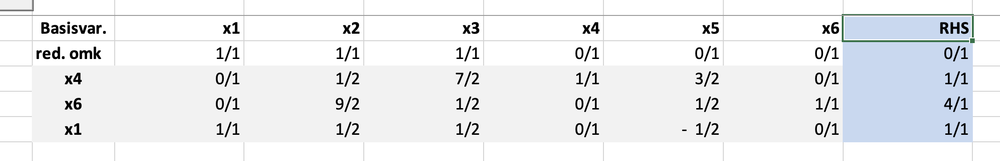 Basisvar. x1 x2 x3 x4 x5 x6 RHS
red. omk 1/1 1/1 1/1 0/1 0/1 0/1 0/1
x4 0/1 1/2 7/2 1/1 3/2 0/1 1/1
x6 0/1 9/2 1/2 0/1 1/2 1/1 4/1
x1 1/1 1/2 1/2 0/1 - 1/2 0/1 1/1